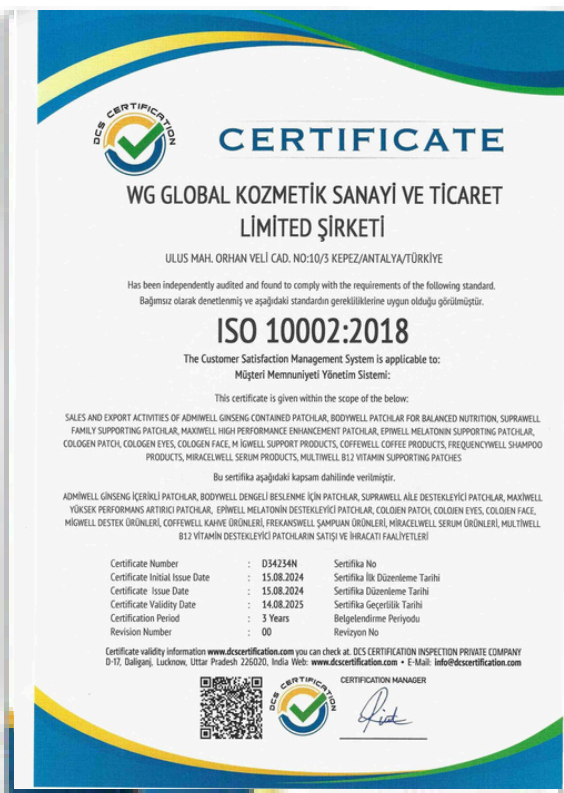 DCS CERTIFICATION
CERTIFICATE
WG GLOBAL KOZMETİK SANAYİ VE TİCARET
LİMİTED ŞİRKETİ
ULUS MAH. ORHAN VELİ CAD. NO:10/3 KEPEZ/ANTALYA/TÜRKİYE
Has been independently audited and found to comply with the requirements of the following standard.
Bağımsız olarak denetlenmiş ve aşağıdaki standardın gerekliliklerine uygun olduğu görülmüştür.
ISO 10002:2018
The Customer Satisfaction Management System is applicable to:
Müşteri Memnuniyeti Yönetim Sistemi:
This certificate is given within the scope of the below:
SALES AND EXPORT ACTIVITIES OF ADMIWELL GINSENG CONTAINED PATCHLAR, BODYWELL PATCHLAR FOR BALANCED NUTRITION, SUPRAWELL
FAMILY SUPPORTING PATCHLAR, MAXIWELL HIGH PERFORMANCE ENHANCEMENT PATCHLAR, EPIWELL MELATONIN SUPPORTING PATCHLAR,
COLOGEN PATCH, COLOGEN EYES, COLOGEN FACE, M İGWELL SUPPORT PRODUCTS, COFFEWELL COFFEE PRODUCTS, FREQUENCYWELL SHAMPOO
PRODUCTS, MIRACELWELL SERUM PRODUCTS, MULTIWELL B12 VITAMIN SUPPORTING PATCHES
Bu sertifika aşağıdaki kapsam dahilinde verilmiştir.
ADMİWELL GİNSENG İÇERİKLİ PATCHLAR, BODYWELL DENGELİ BESLENME İÇİN PATCHLAR, SUPRAWELL AİLE DESTEKLEYİCİ PATCHLAR, MAXİWELL
YÜKSEK PERFORMANS ARTIRICI PATCHLAR, EPİWELL MELATONİN DESTEKLEYİCİ PATCHLAR, COLOJEN PATCH, COLOJEN EYES, COLOJEN FACE,
MİGWELL DESTEK ÜRÜNLERİ, COFFEWELL KAHVE ÜRÜNLERİ, FREKANSWELL ŞAMPUAN ÜRÜNLERİ, MİRACELWELL SERUM ÜRÜNLERİ, MULTİWELL
B12 VİTAMİN DESTEKLEYİCİ PATCHLARIN SATIŞI VE İHRACATI FAALİYETLERİ
Certificate Number : D34234N Sertifika No
Certificate Initial Issue Date : 15.08.2024 Sertifika İlk Düzenleme Tarihi
Certificate Issue Date : 15.08.2024 Sertifika Düzenleme Tarihi
Certificate Validity Date : 14.08.2025 Sertifika Geçerlilik Tarihi
Certification Period : 3 Years Belgelendirme Periyodu
Revision Number : 00 Revizyon No
Certificate validity information www.dcscertification.com you can check at. DCS CERTIFICATION INSPECTION PRIVATE COMPANY
D-17, Daliganj, Lucknow, Uttar Pradesh 226020, India Web: www.dcscertification.com • E-Mail: info@dcscertification.com
DCS CERTIFICATION
CERTIFICATION MANAGER